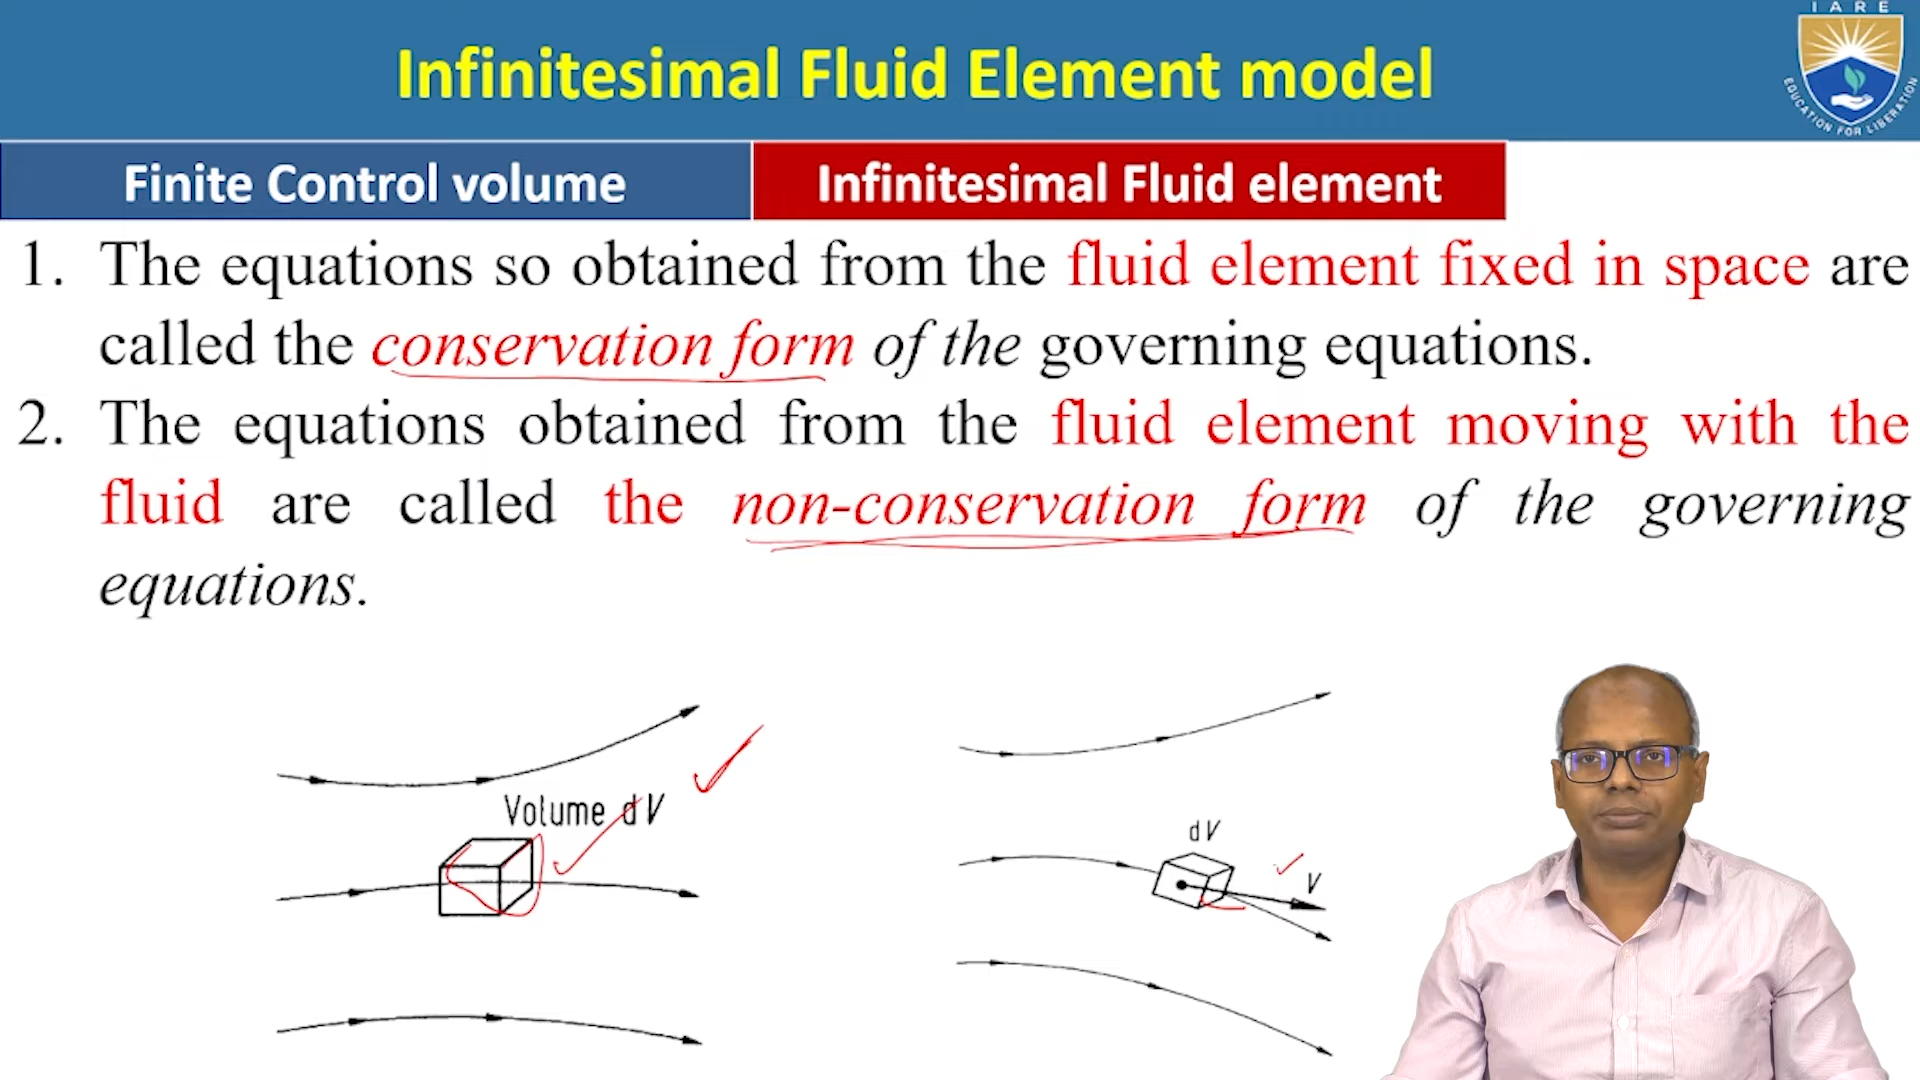 IARE
EDUCATION FOR LIBERATION
Infinitesimal Fluid Element model
Finite Control volume
Infinitesimal Fluid element
1. The equations so obtained from the fluid element fixed in space are
called the conservation form of the governing equations.
2. The equations obtained from the fluid element moving with the
fluid are called the non-conservation form of the governing
equations.
Volume dV
dV
V